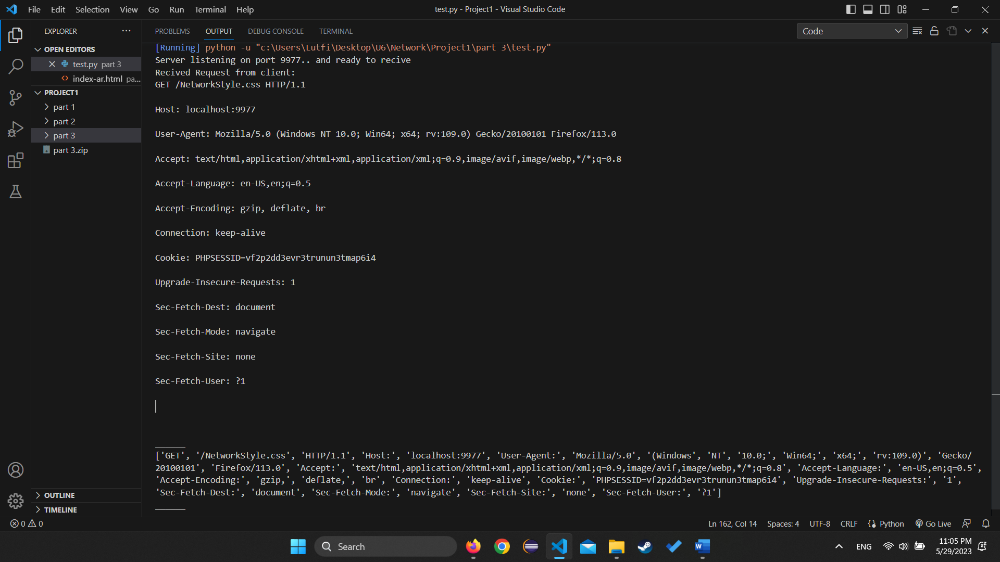 File Edit Selection View Go Run Terminal Help
test.py - Project1 - Visual Studio Code
EXPLORER ...
OPEN EDITORS
test.py part 3
index-ar.html pa...
PROJECT1
part 1
part 2
part 3
part 3.zip
OUTLINE
TIMELINE
PROBLEMS OUTPUT DEBUG CONSOLE TERMINAL
Code
[Running] python -u "c:\Users\Lutfi\Desktop\U6\Network\Project1\part 3\test.py"
Server listening on port 9977.. and ready to recive
Recived Request from client:
GET /NetworkStyle.css HTTP/1.1
Host: localhost:9977
User-Agent: Mozilla/5.0 (Windows NT 10.0; Win64; x64; rv:109.0) Gecko/20100101 Firefox/113.0
Accept: text/html,application/xhtml+xml,application/xml;q=0.9,image/avif,image/webp,*/*;q=0.8
Accept-Language: en-US,en;q=0.5
Accept-Encoding: gzip, deflate, br
Connection: keep-alive
Cookie: PHPSESSID=vf2p2dd3evr3trunun3tmap6i4
Upgrade-Insecure-Requests: 1
Sec-Fetch-Dest: document
Sec-Fetch-Mode: navigate
Sec-Fetch-Site: none
Sec-Fetch-User: ?1
______
['GET', '/NetworkStyle.css', 'HTTP/1.1', 'Host:', 'localhost:9977', 'User-Agent:', 'Mozilla/5.0', '(Windows', 'NT', '10.0;', 'Win64;', 'x64;', 'rv:109.0)', 'Gecko/
20100101', 'Firefox/113.0', 'Accept:', 'text/html,application/xhtml+xml,application/xml;q=0.9,image/avif,image/webp,*/*;q=0.8', 'Accept-Language:', 'en-US,en;q=0.5',
'Accept-Encoding:', 'gzip,', 'deflate,', 'br', 'Connection:', 'keep-alive', 'Cookie:', 'PHPSESSID=vf2p2dd3evr3trunun3tmap6i4', 'Upgrade-Insecure-Requests:', '1',
'Sec-Fetch-Dest:', 'document', 'Sec-Fetch-Mode:', 'navigate', 'Sec-Fetch-Site:', 'none', 'Sec-Fetch-User:', '?1']
______
0 0
Ln 162, Col 14 Spaces: 4 UTF-8 CRLF Python Go Live
Search
ENG
11:05 PM
5/29/2023